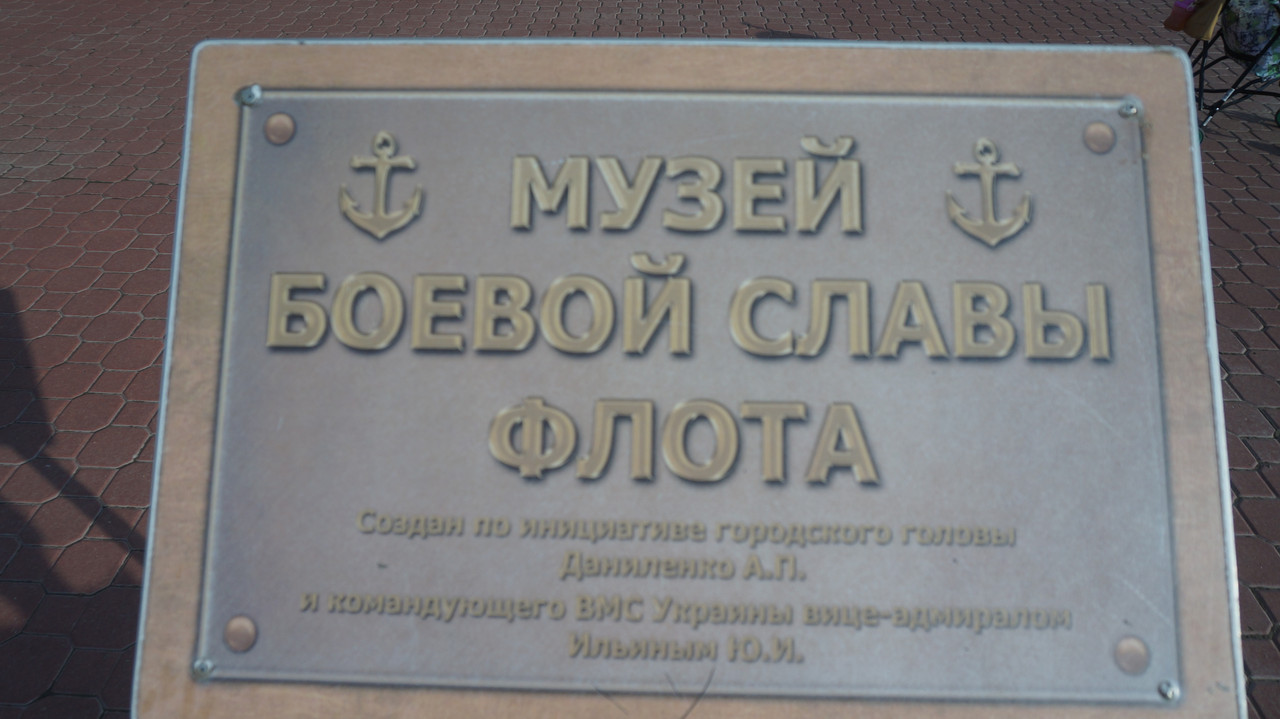 МУЗЕЙ
БОЕВОЙ СЛАВЫ
ФЛОТА
Создан по инициативе городского головы
Даниленко А.П.
и командующего ВМС Украины вице-адмиралом
Ильиным Ю.И.